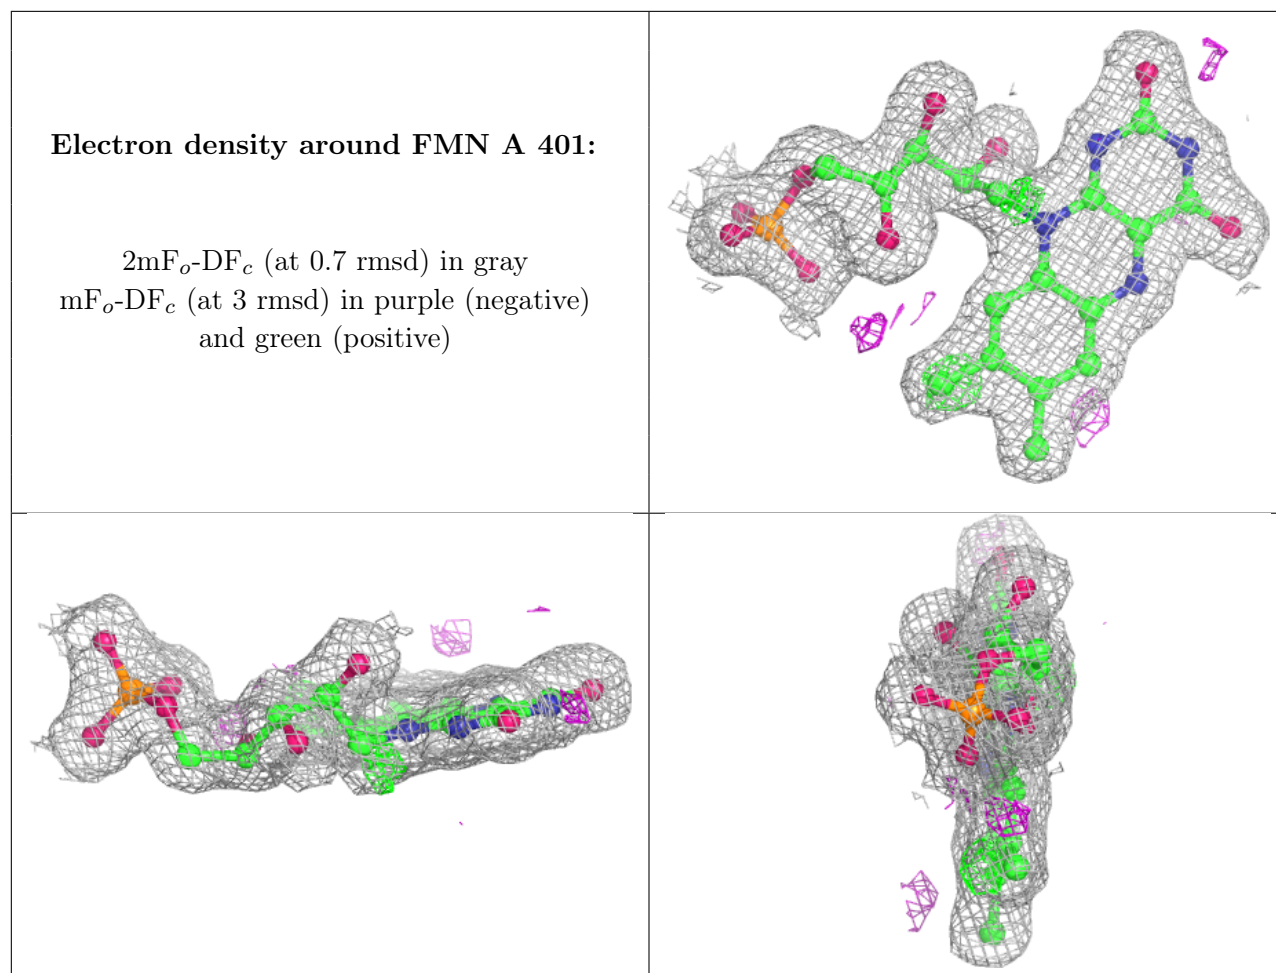 Electron density around FMN A 401:
2mFo-DFc (at 0.7 rmsd) in gray
mFo-DFc (at 3 rmsd) in purple (negative)
and green (positive)